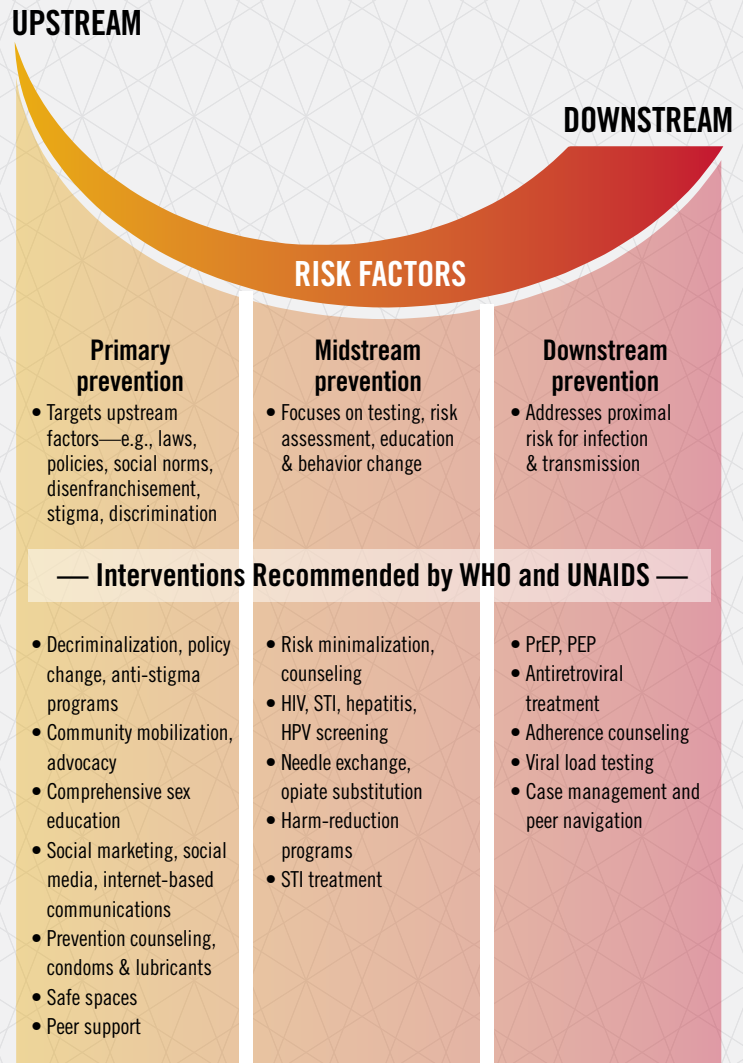 UPSTREAM
DOWNSTREAM
RISK FACTORS
Primary
prevention
• Targets upstream
factors—e.g., laws,
policies, social norms,
disenfranchisement,
stigma, discrimination
Midstream
prevention
• Focuses on testing, risk
assessment, education
& behavior change
Downstream
prevention
• Addresses proximal
risk for infection
& transmission
— Interventions Recommended by WHO and UNAIDS —
• Decriminalization, policy
change, anti-stigma
programs
• Community mobilization,
advocacy
• Comprehensive sex
education
• Social marketing, social
media, internet-based
communications
• Prevention counseling,
condoms & lubricants
• Safe spaces
• Peer support
• Risk minimalization,
counseling
• HIV, STI, hepatitis,
HPV screening
• Needle exchange,
opiate substitution
• Harm-reduction
programs
• STI treatment
• PrEP, PEP
• Antiretroviral
treatment
• Adherence counseling
• Viral load testing
• Case management and
peer navigation